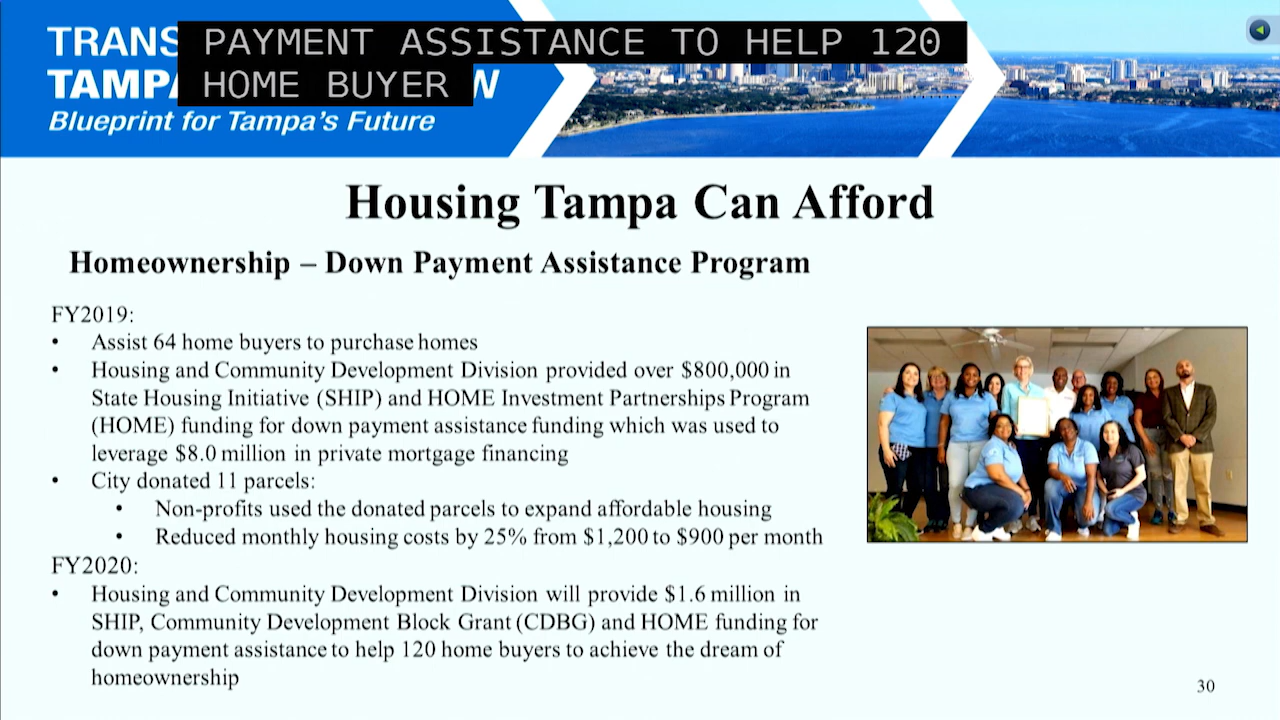 TRANS
PAYMENT ASSISTANCE TO HELP 120
TAMPA
HOME BUYER
W
Blueprint for Tampa's Future
Housing Tampa Can Afford
Homeownership – Down Payment Assistance Program
FY2019:
• Assist 64 home buyers to purchase homes
• Housing and Community Development Division provided over $800,000 in
State Housing Initiative (SHIP) and HOME Investment Partnerships Program
(HOME) funding for down payment assistance funding which was used to
leverage $8.0 million in private mortgage financing
• City donated 11 parcels:
• Non-profits used the donated parcels to expand affordable housing
• Reduced monthly housing costs by 25% from $1,200 to $900 per month
FY2020:
• Housing and Community Development Division will provide $1.6 million in
SHIP, Community Development Block Grant (CDBG) and HOME funding for
down payment assistance to help 120 home buyers to achieve the dream of
homeownership
30